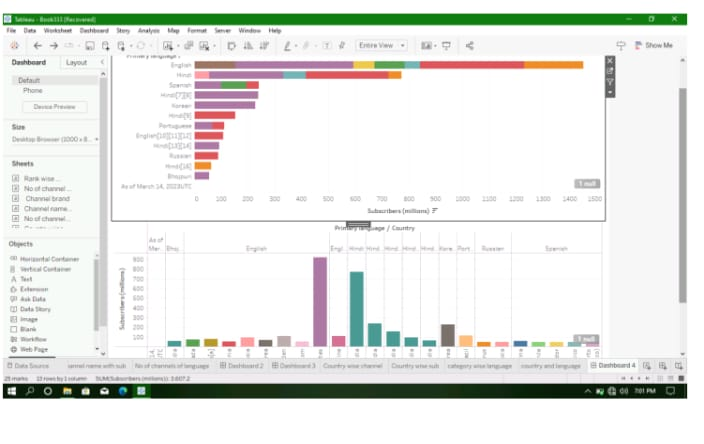 Tableau - Book333 [Recovered]
File Data Worksheet Dashboard Story Analysis Map Format Server Window Help
Entire View
Show Me
Dashboard Layout
Default
Phone
Device Preview
Size
Desktop Browser (1000 x 8...
Sheets
Rank wise ...
No of channel ...
Channel brand
Channel name...
No of channel...
Objects
Horizontal Container
Vertical Container
Text
Extension
Ask Data
Data Story
Image
Blank
Workflow
Web Page
Primary language
English
Hindi
Spanish
Hindi[7][8]
Korean
Hindi[9]
Portuguese
English[10][11][12]
Hindi[13][14]
Russian
Hindi[16]
Bhojpuri
As of March 14, 2023UTC
1 null
0 100 200 300 400 500 600 700 800 900 1000 1100 1200 1300 1400 1500
Subscribers (millions)
Primary language / Country
As of
Mar.. Bhoj.. English Engl.. Hindi Hind.. Hind.. Hind.. Hind.. Kore.. Port.. Russian Spanish
Subscribers (millions)
900
800
700
600
500
400
300
200
100
1 null
Data Source annel name with sub No of channels of language Dashboard 2 Dashboard 3 Country wise channel Country wise sub category wise language country and language Dashboard 4
25 marks 13 rows by 1 column SUM(Subscribers (millions)): 3,607.2
7:01 PM